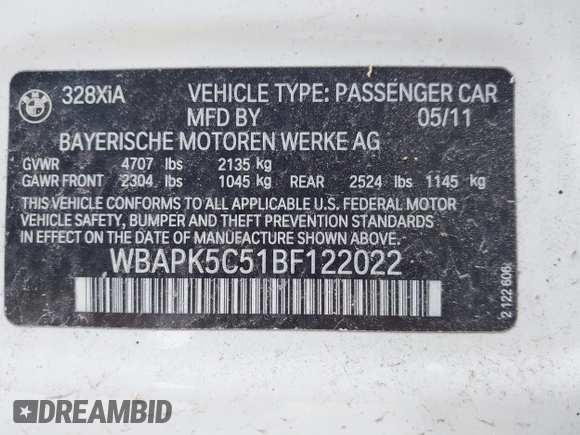 BMW
328XiA VEHICLE TYPE: PASSENGER CAR
MFD BY 05/11
BAYERISCHE MOTOREN WERKE AG
GVWR 4707 lbs 2135 kg
GAWR FRONT 2304 lbs 1045 kg REAR 2524 lbs 1145 kg
THIS VEHICLE CONFORMS TO ALL APPLICABLE U.S. FEDERAL MOTOR
VEHICLE SAFETY, BUMPER AND THEFT PREVENTION STANDARDS
IN EFFECT ON THE DATE OF MANUFACTURE SHOWN ABOVE.
WBAPK5C51BF122022
2 122 606
DREAMBID